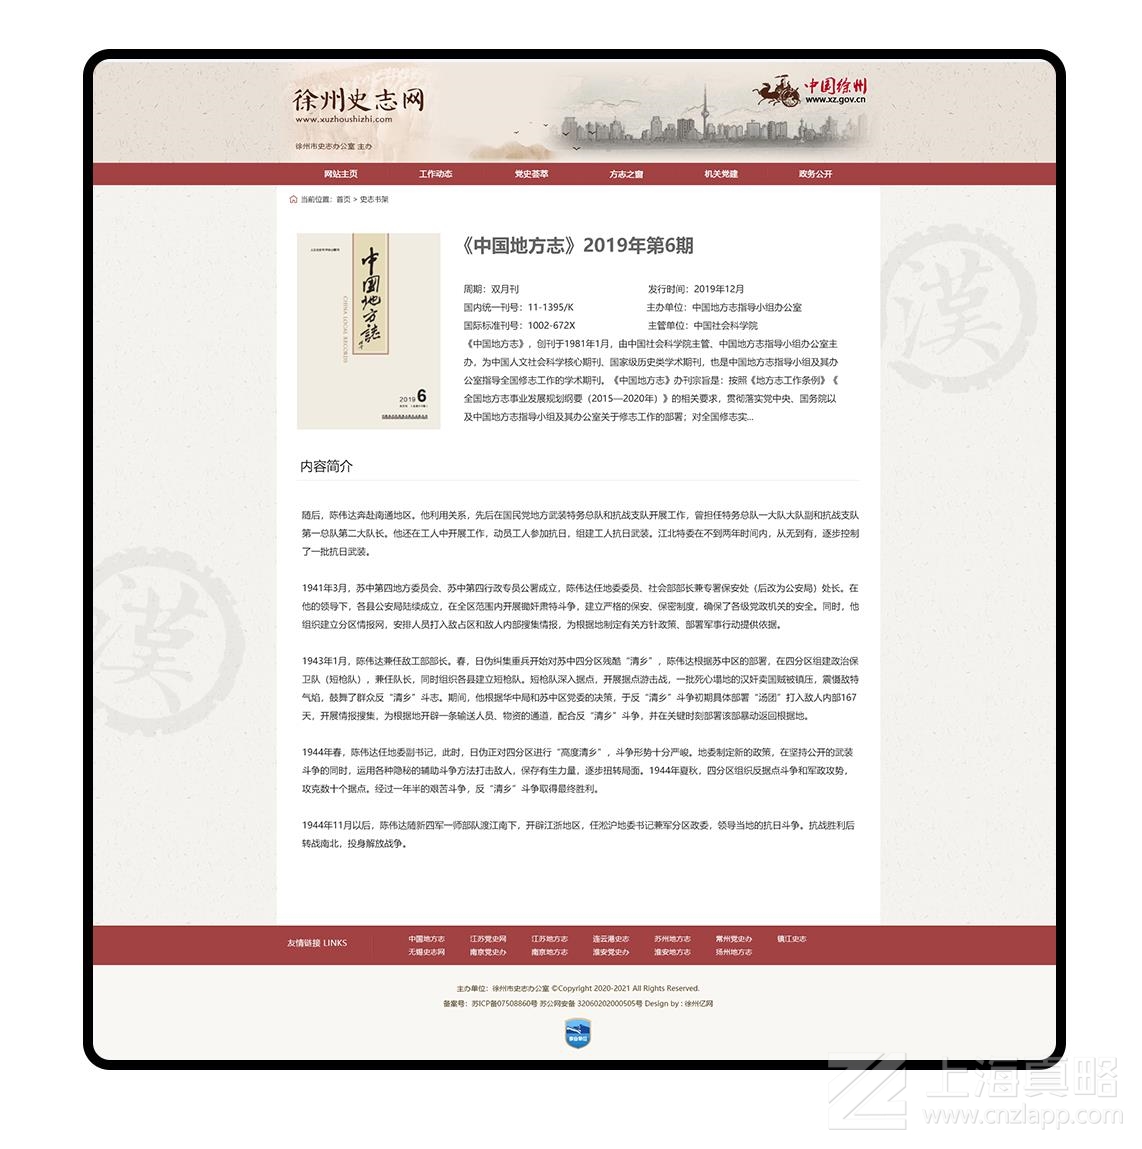 徐州史志网
www.xuzhoushizhi.com
徐州市史志办公室 主办
中国徐州
www.xz.gov.cn
网站主页 工作动态 党史荟萃 方志之窗 机关党建 政务公开
当前位置：首页 > 史志书架
中国地方誌
CHINA LOCAL RECORDS
2019 6
《中国地方志》2019年第6期
周期：双月刊 发行时间：2019年12月
国内统一刊号：11-1395/K 主办单位：中国地方志指导小组办公室
国际标准刊号：1002-672X 主管单位：中国社会科学院
《中国地方志》，创刊于1981年1月，由中国社会科学院主管、中国地方志指导小组办公室主
办，为中国人文社会科学核心期刊、国家级历史类学术期刊，也是中国地方志指导小组及其办
公室指导全国修志工作的学术期刊。《中国地方志》办刊宗旨是：按照《地方志工作条例》《
全国地方志事业发展规划纲要（2015—2020年）》的相关要求，贯彻落实党中央、国务院以
及中国地方志指导小组及其办公室关于修志工作的部署；对全国修志实...
漢
内容简介
随后，陈伟达奔赴南通地区。他利用关系，先后在国民党地方武装特务总队和抗战支队开展工作，曾担任特务总队一大队大队副和抗战支队
第一总队第二大队长。他还在工人中开展工作，动员工人参加抗日，组建工人抗日武装。江北特委在不到两年时间内，从无到有，逐步控制
了一批抗日武装。
1941年3月，苏中第四地方委员会、苏中第四行政专员公署成立，陈伟达任地委委员、社会部部长兼专署保安处（后改为公安局）处长。在
他的领导下，各县公安局陆续成立，在全区范围内开展锄奸肃特斗争，建立严格的保安、保密制度，确保了各级党政机关的安全。同时，他
组织建立分区情报网，安排人员打入敌占区和敌人内部搜集情报，为根据地制定有关方针政策、部署军事行动提供依据。
漢
1943年1月，陈伟达兼任敌工部部长。春，日伪纠集重兵开始对苏中四分区残酷“清乡”，陈伟达根据苏中区的部署，在四分区组建政治保
卫队（短枪队），兼任队长，同时组织各县建立短枪队。短枪队深入据点，开展据点游击战，一批死心塌地的汉奸卖国贼被镇压，震慑敌特
气焰，鼓舞了群众反“清乡”斗志。期间，他根据华中局和苏中区党委的决策，于反“清乡”斗争初期具体部署“汤团”打入敌人内部167
天，开展情报搜集，为根据地开辟一条输送人员、物资的通道，配合反“清乡”斗争，并在关键时刻部署该部暴动返回根据地。
1944年春，陈伟达任地委副书记，此时，日伪正对四分区进行“高度清乡”，斗争形势十分严峻。地委制定新的政策，在坚持公开的武装
斗争的同时，运用各种隐秘的辅助斗争方法打击敌人，保存有生力量，逐步扭转局面。1944年夏秋，四分区组织反据点斗争和军政攻势，
攻克数十个据点。经过一年半的艰苦斗争，反“清乡”斗争取得最终胜利。
1944年11月以后，陈伟达随新四军一师部队渡江南下，开辟江浙地区，任淞沪地委书记兼军分区政委，领导当地的抗日斗争。抗战胜利后
转战南北，投身解放战争。
友情链接 LINKS
中国地方志 江苏党史网 江苏地方志 连云港史志 苏州地方志 常州党史办 镇江史志
无锡史志网 南京党史办 南京地方志 淮安党史办 淮安地方志 扬州地方志
主办单位：徐州市史志办公室 ©Copyright 2020-2021 All Rights Reserved.
备案号：苏ICP备07508860号 苏公网安备 32060202000505号 Design by : 徐州亿网
事业单位
上海真略
www.cnzlapp.com